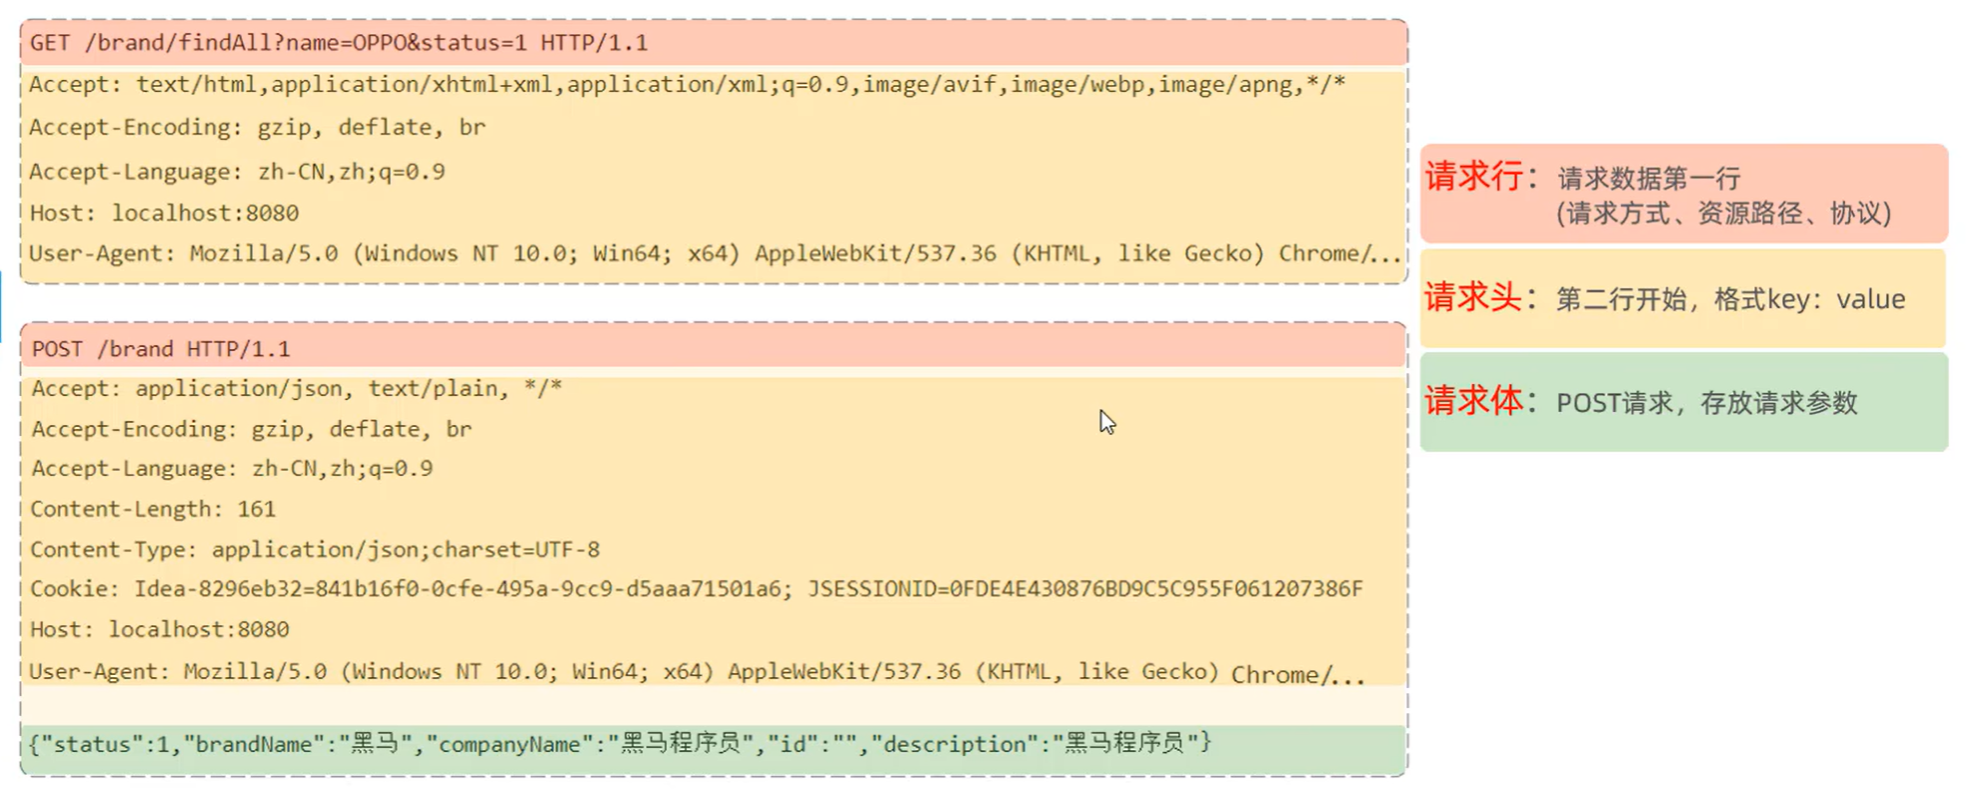 GET /brand/findAll?name=OPPO&status=1 HTTP/1.1
Accept: text/html,application/xhtml+xml,application/xml;q=0.9,image/avif,image/webp,image/apng,*/*
Accept-Encoding: gzip, deflate, br
Accept-Language: zh-CN,zh;q=0.9
Host: localhost:8080
User-Agent: Mozilla/5.0 (Windows NT 10.0; Win64; x64) AppleWebKit/537.36 (KHTML, like Gecko) Chrome/...
POST /brand HTTP/1.1
Accept: application/json, text/plain, */*
Accept-Encoding: gzip, deflate, br
Accept-Language: zh-CN,zh;q=0.9
Content-Length: 161
Content-Type: application/json;charset=UTF-8
Cookie: Idea-8296eb32=841b16f0-0cfe-495a-9cc9-d5aaa71501a6; JSESSIONID=0FDE4E430876BD9C5C955F061207386F
Host: localhost:8080
User-Agent: Mozilla/5.0 (Windows NT 10.0; Win64; x64) AppleWebKit/537.36 (KHTML, like Gecko) Chrome/...
{"status":1,"brandName":"黑马","companyName":"黑马程序员","id":"","description":"黑马程序员"}
请求行：请求数据第一行
(请求方式、资源路径、协议)
请求头：第二行开始，格式key：value
请求体：POST请求，存放请求参数